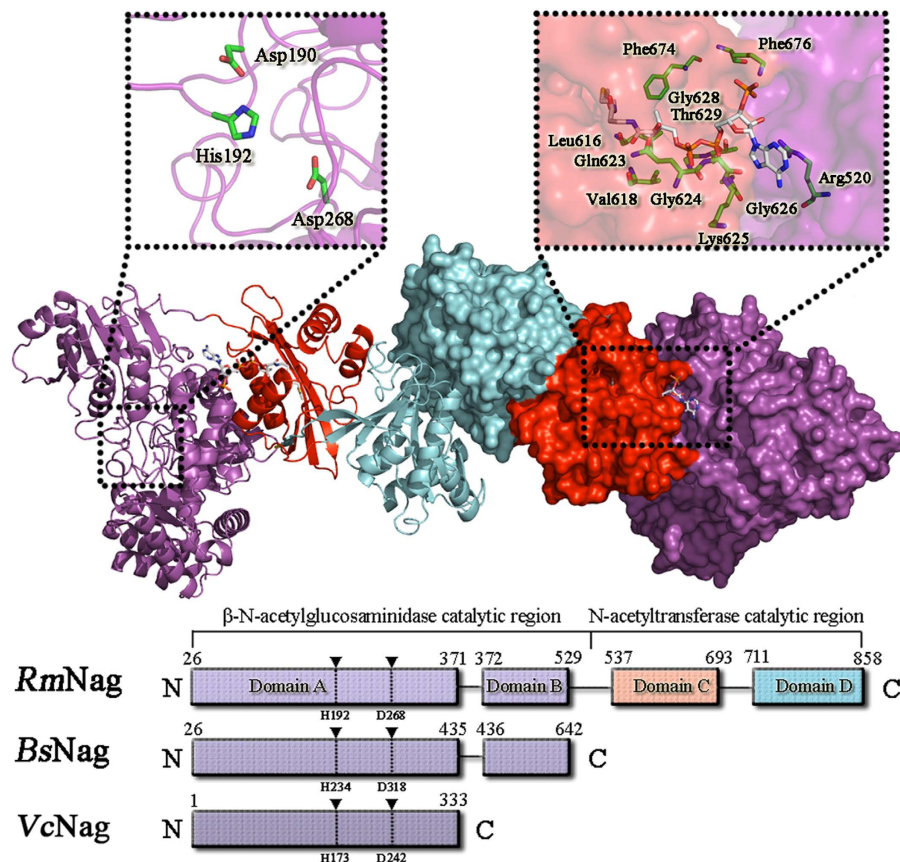 Asp190
His192
Asp268
Phe674
Phe676
Gly628
Thr629
Leu616
Gln623
Val618
Gly624
Gly626
Arg520
Lys625
β-N-acetylglucosaminidase catalytic region
N-acetyltransferase catalytic region
26 371 372 529 537 693 711 858
RmNag N Domain A Domain B Domain C Domain D C
H192 D268
26 435 436 642
BsNag N C
H234 D318
1 333
VcNag N C
H173 D242